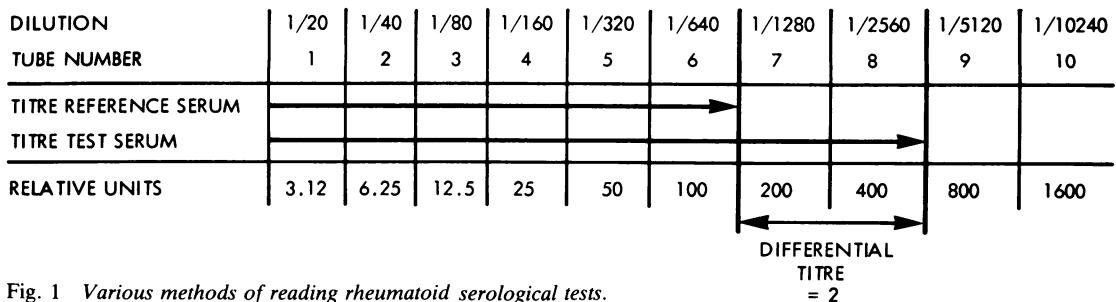 DILUTION 1/20 1/40 1/80 1/160 1/320 1/640 1/1280 1/2560 1/5120 1/10240
TUBE NUMBER 1 2 3 4 5 6 7 8 9 10
TITRE REFERENCE SERUM
TITRE TEST SERUM
RELATIVE UNITS 3.12 6.25 12.5 25 50 100 200 400 800 1600
DIFFERENTIAL
TITRE
= 2
Fig. 1 Various methods of reading rheumatoid serological tests.